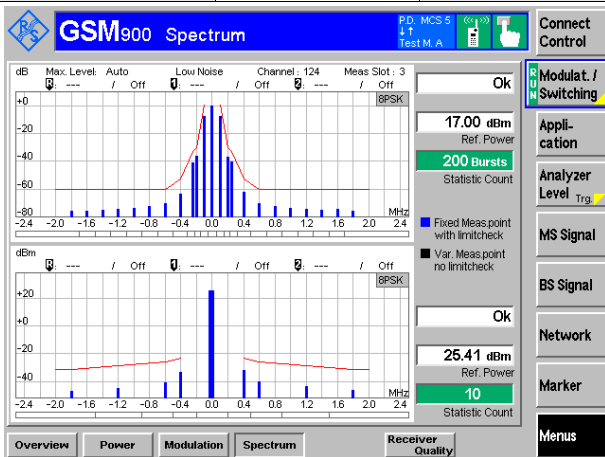 R S
GSM900 Spectrum
P.D. MCS 5
↓↑
Test M. A
Connect
Control
dB Max. Level: Auto Low Noise Channel : 124 Meas Slot : 3
R: --- / Off 1: --- / Off 2: --- / Off
8PSK
+0
-20
-40
-60
-80
MHz
-2.4 -2.0 -1.6 -1.2 -0.8 -0.4 0.0 0.4 0.8 1.2 1.6 2.0 2.4
Ok
17.00 dBm
Ref. Power
200 Bursts
Statistic Count
Fixed Meas.point
with limitcheck
Var. Meas.point
no limitcheck
dBm
R: --- / Off 1: --- / Off 2: --- / Off
8PSK
+20
+0
-20
-40
MHz
-2.4 -2.0 -1.6 -1.2 -0.8 -0.4 0.0 0.4 0.8 1.2 1.6 2.0 2.4
Ok
25.41 dBm
Ref. Power
10
Statistic Count
RUN
Modulat. /
Switching
Appli-
cation
Analyzer
Level Trg.
MS Signal
BS Signal
Network
Marker
Menus
Overview
Power
Modulation
Spectrum
Receiver
Quality